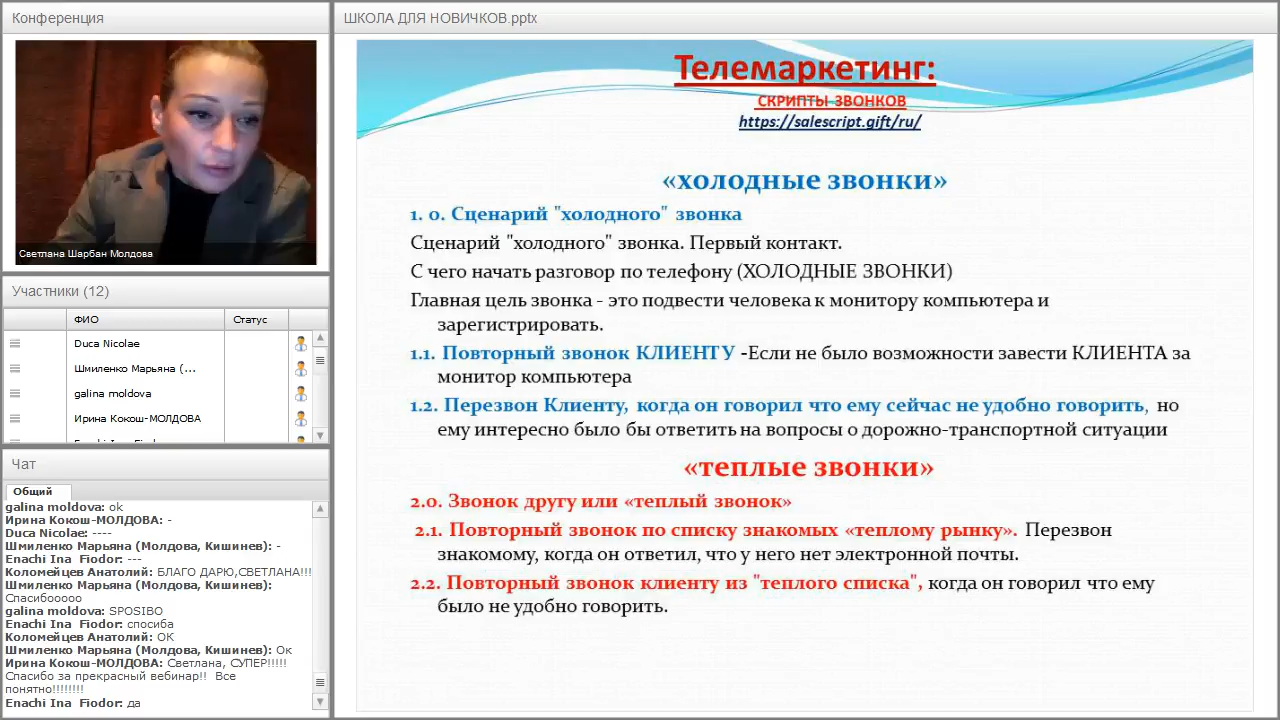 Конференция
Светлана Шарбан Молдова
Участники (12)
ФИО
Статус
Duca Nicolae
Шмиленко Марьяна (...
galina moldova
Ирина Кокош-МОЛДОВА
Чат
Общий
galina moldova: ok
Ирина Кокош-МОЛДОВА: -
Duca Nicolae: ----
Шмиленко Марьяна (Молдова, Кишинев): -
Enachi Ina Fiodor: ---
Коломейцев Анатолий: БЛАГО ДАРЮ,СВЕТЛАНА!!!
Шмиленко Марьяна (Молдова, Кишинев):
Спасибооооо
galina moldova: SPOSIBO
Enachi Ina Fiodor: спосиба
Коломейцев Анатолий: ОК
Шмиленко Марьяна (Молдова, Кишинев): Ок
Ирина Кокош-МОЛДОВА: Светлана, СУПЕР!!!!!
Спасибо за прекрасный вебинар!! Все
понятно!!!!!!!!
Enachi Ina Fiodor: да
ШКОЛА ДЛЯ НОВИЧКОВ.pptx
Телемаркетинг:
СКРИПТЫ ЗВОНКОВ
https://salescript.gift/ru/
«холодные звонки»
1. 0. Сценарий "холодного" звонка
Сценарий "холодного" звонка. Первый контакт.
С чего начать разговор по телефону (ХОЛОДНЫЕ ЗВОНКИ)
Главная цель звонка - это подвести человека к монитору компьютера и
зарегистрировать.
1.1. Повторный звонок КЛИЕНТУ -Если не было возможности завести КЛИЕНТА за
монитор компьютера
1.2. Перезвон Клиенту, когда он говорил что ему сейчас не удобно говорить, но
ему интересно было бы ответить на вопросы о дорожно-транспортной ситуации
«теплые звонки»
2.0. Звонок другу или «теплый звонок»
2.1. Повторный звонок по списку знакомых «теплому рынку». Перезвон
знакомому, когда он ответил, что у него нет электронной почты.
2.2. Повторный звонок клиенту из "теплого списка", когда он говорил что ему
было не удобно говорить.